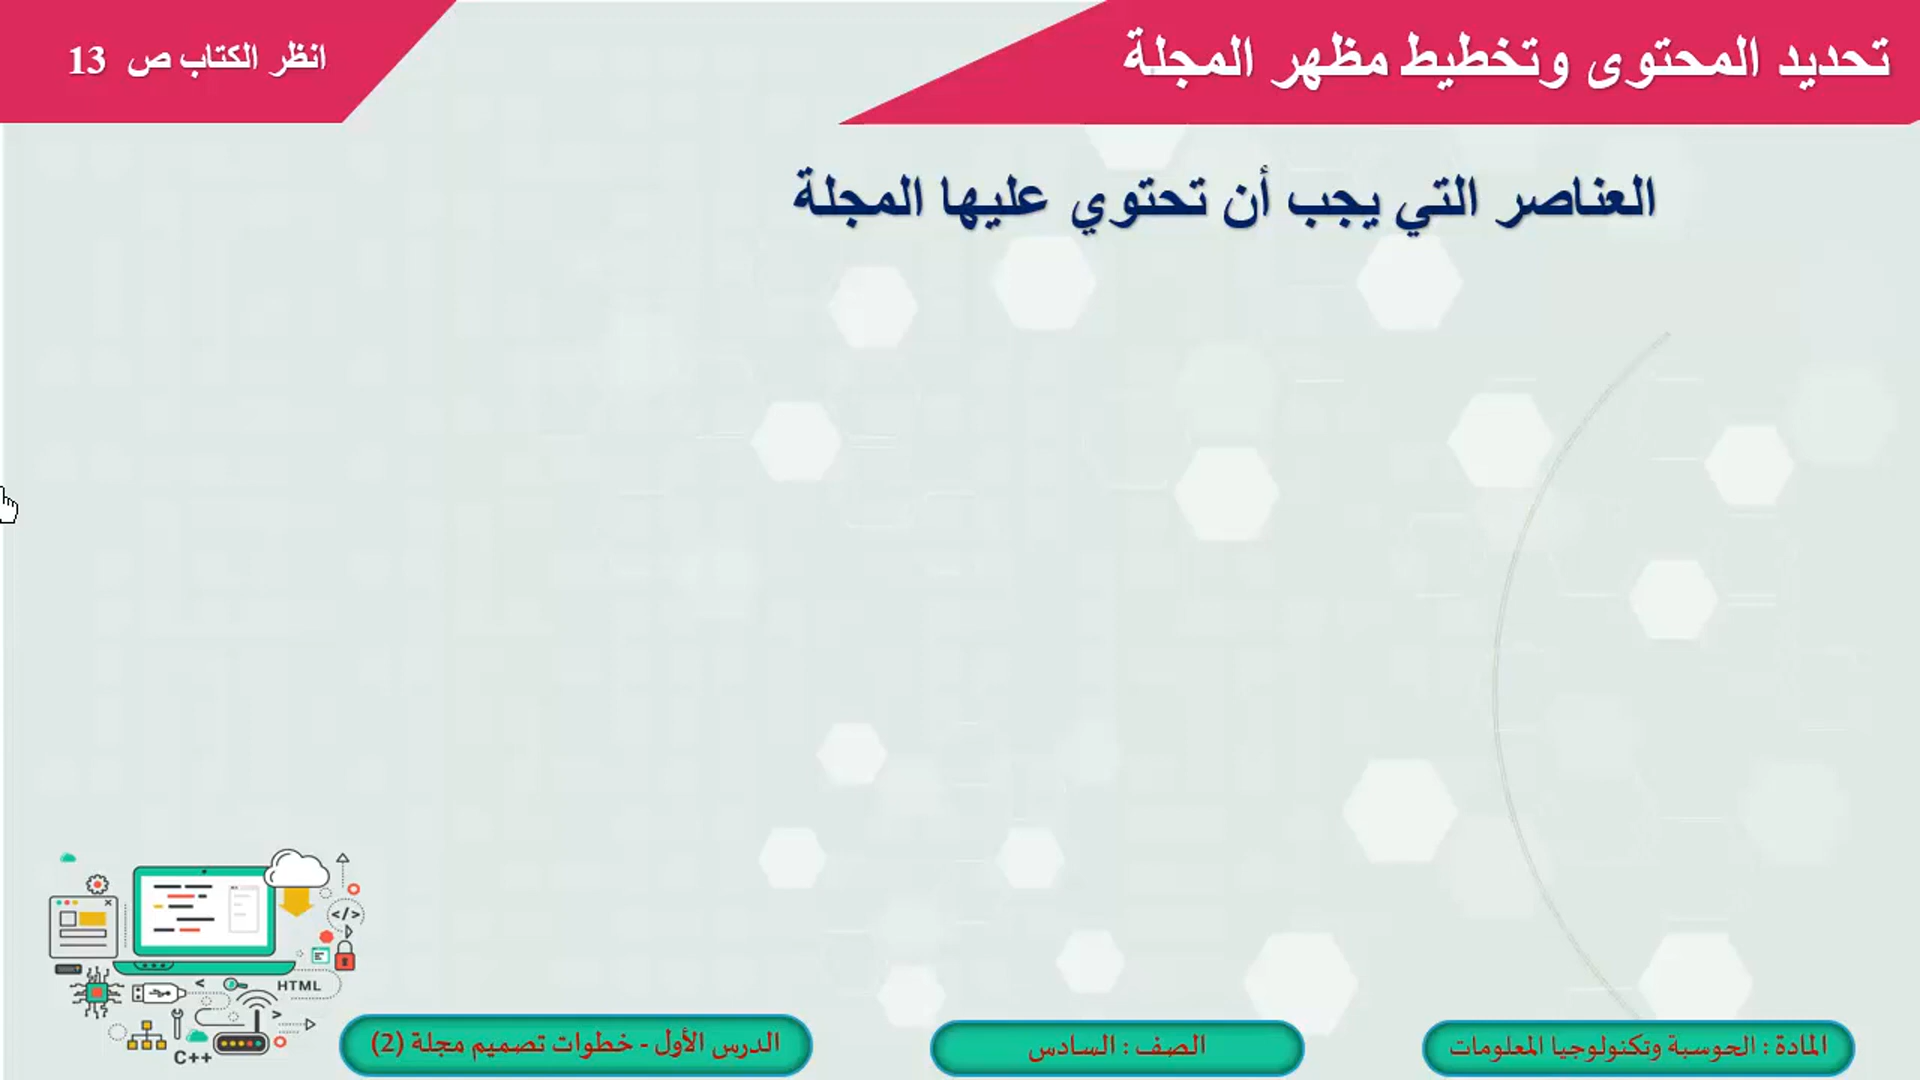 تحديد المحتوى وتخطيط مظهر المجلة
انظر الكتاب ص 13
العناصر التي يجب أن تحتوي عليها المجلة
</>
HTML
C++
المادة : الحوسبة وتكنولوجيا المعلومات
الصف : السادس
الدرس الأول - خطوات تصميم مجلة (2)